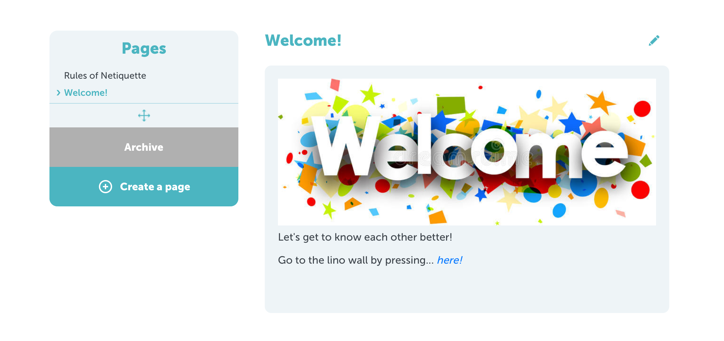 Pages
Rules of Netiquette
Welcome!
Archive
Create a page
Welcome!
Welcome
Let's get to know each other better!
Go to the lino wall by pressing... here!